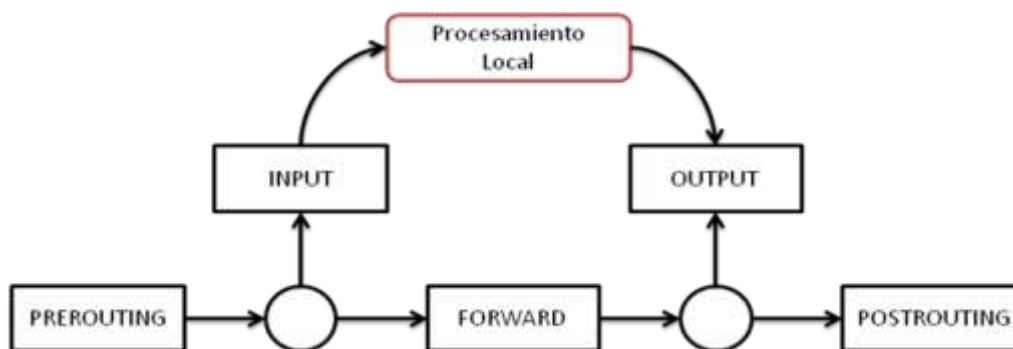 Procesamiento
Local
INPUT
OUTPUT
PREROUTING
FORWARD
POSTROUTING